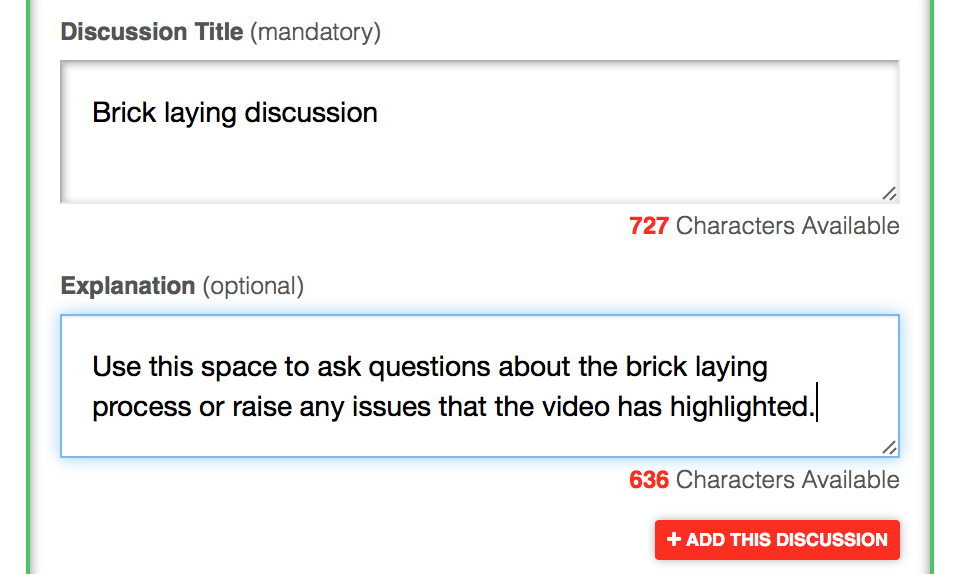 Discussion Title (mandatory)
Brick laying discussion
727 Characters Available
Explanation (optional)
Use this space to ask questions about the brick laying
process or raise any issues that the video has highlighted.
636 Characters Available
+ ADD THIS DISCUSSION